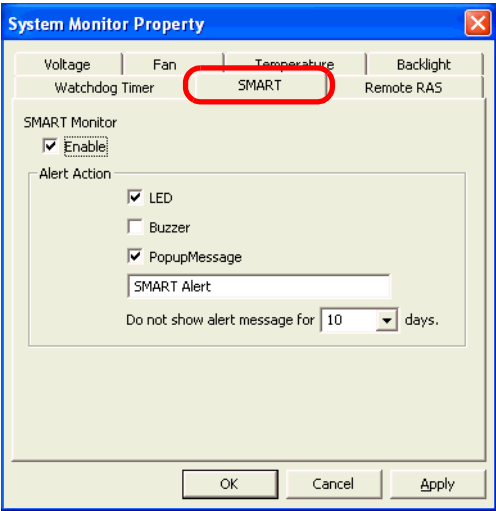 System Monitor Property
Voltage Fan Temperature Backlight
Watchdog Timer SMART Remote RAS
SMART Monitor
Enable
Alert Action
LED
Buzzer
PopupMessage
SMART Alert
Do not show alert message for 10 days.
OK Cancel Apply